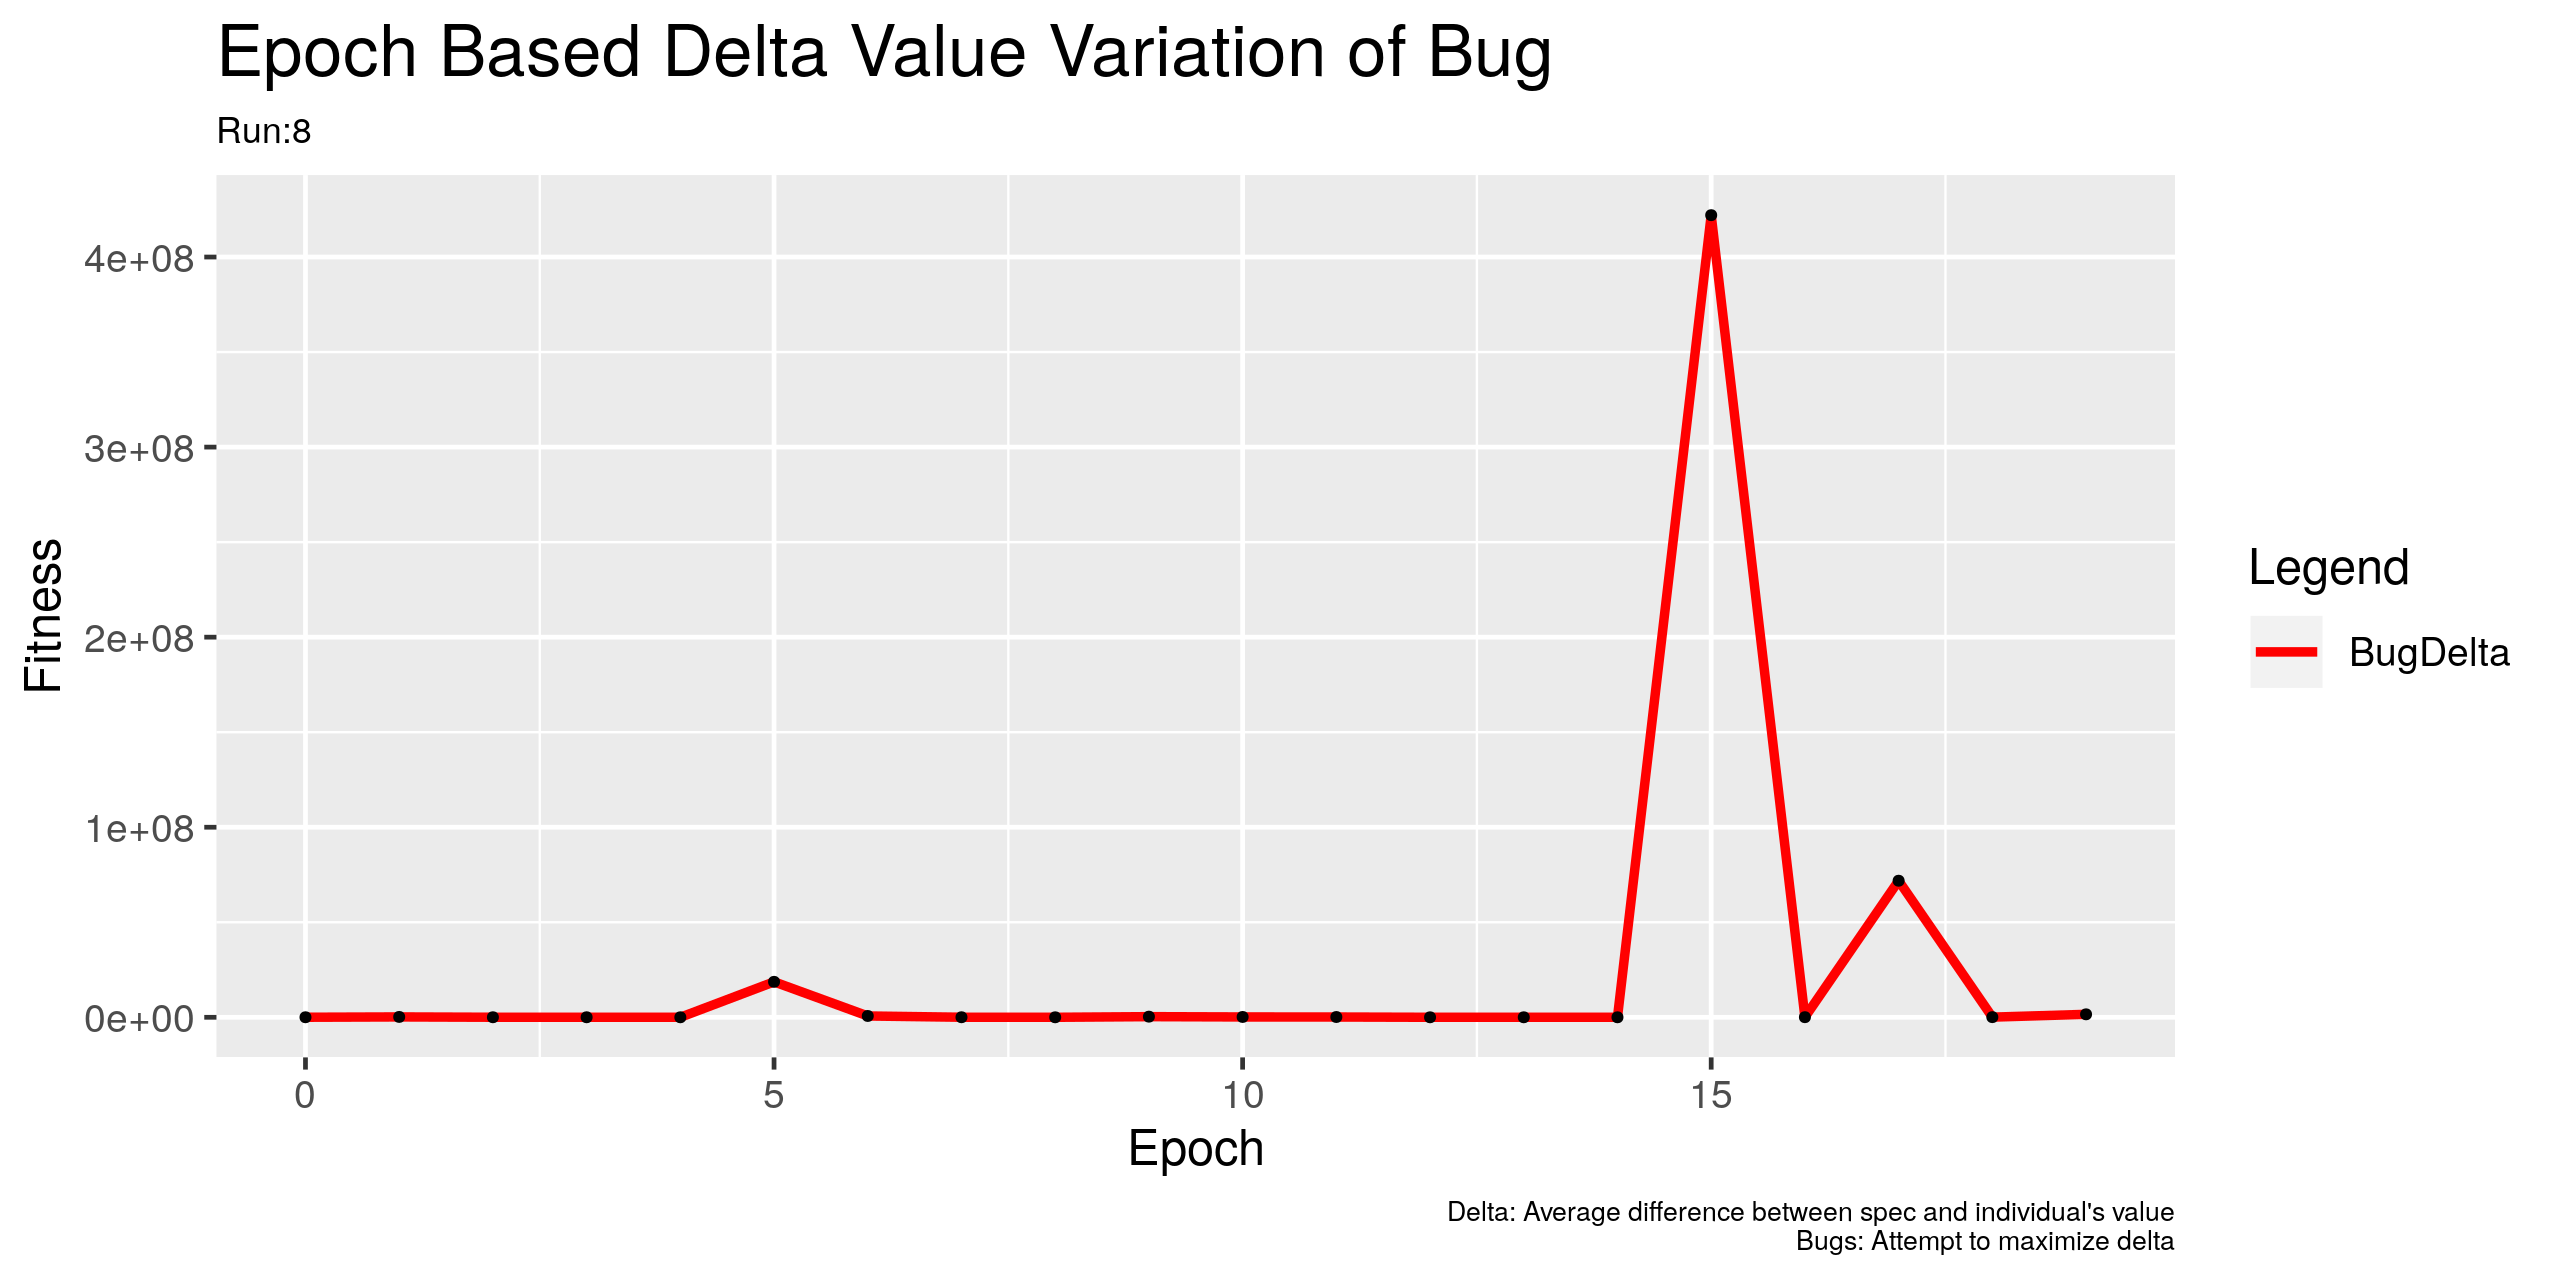 Epoch Based Delta Value Variation of Bug
Run:8
Fitness
4e+08
3e+08
2e+08
1e+08
0e+00
0 5 10 15
Epoch
Legend
BugDelta
Delta: Average difference between spec and individual's value
Bugs: Attempt to maximize delta